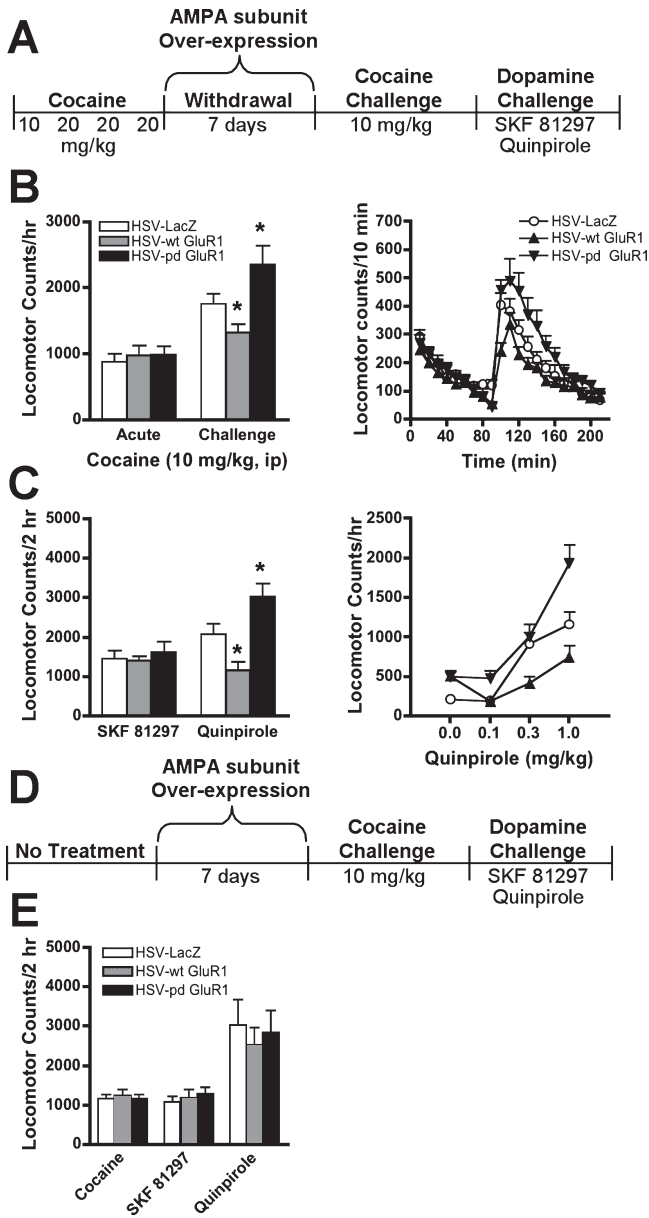 A
AMPA subunit
Over-expression
Cocaine
Withdrawal
Cocaine
Challenge
Dopamine
Challenge
10 20 20 20
mg/kg
7 days
10 mg/kg
SKF 81297
Quinpirole
B
Locomotor Counts/hr
3000
2000
1000
0
HSV-LacZ
HSV-wt GluR1
HSV-pd GluR1
*
*
Acute
Challenge
Cocaine (10 mg/kg, ip)
Locomotor counts/10 min
700
600
500
400
300
200
100
0
HSV-LacZ
HSV-wt GluR1
HSV-pd GluR1
0 40 80 120 160 200
Time (min)
C
Locomotor Counts/2 hr
5000
4000
3000
2000
1000
0
*
*
SKF 81297
Quinpirole
Locomotor Counts/hr
2500
2000
1500
1000
500
0
0.0 0.1 0.3 1.0
Quinpirole (mg/kg)
D
AMPA subunit
Over-expression
No Treatment
Cocaine
Challenge
Dopamine
Challenge
7 days
10 mg/kg
SKF 81297
Quinpirole
E
Locomotor Counts/2 hr
5000
4000
3000
2000
1000
0
HSV-LacZ
HSV-wt GluR1
HSV-pd GluR1
Cocaine
SKF 81297
Quinpirole